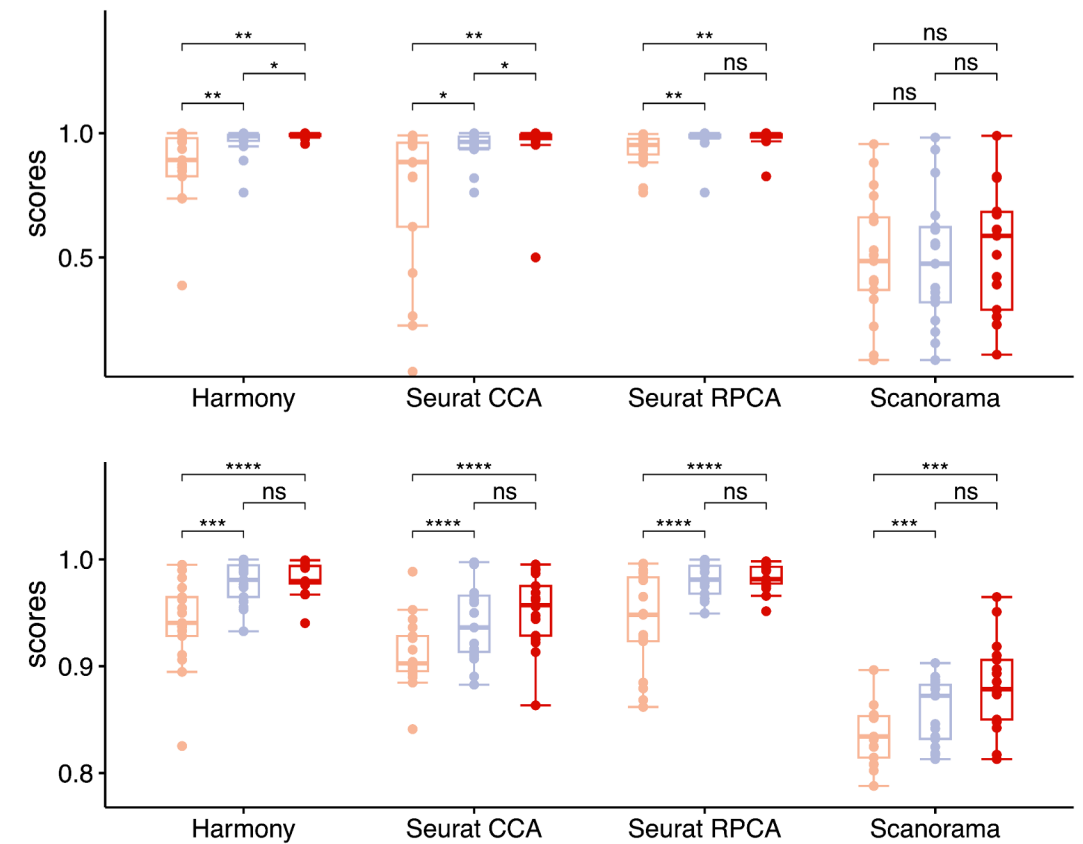 ** ** ** ns
* * ns ns
** * ** ns
1.0
scores
0.5
Harmony Seurat CCA Seurat RPCA Scanorama
**** **** **** ***
ns ns ns ns
*** **** **** ***
1.0
scores
0.9
0.8
Harmony Seurat CCA Seurat RPCA Scanorama